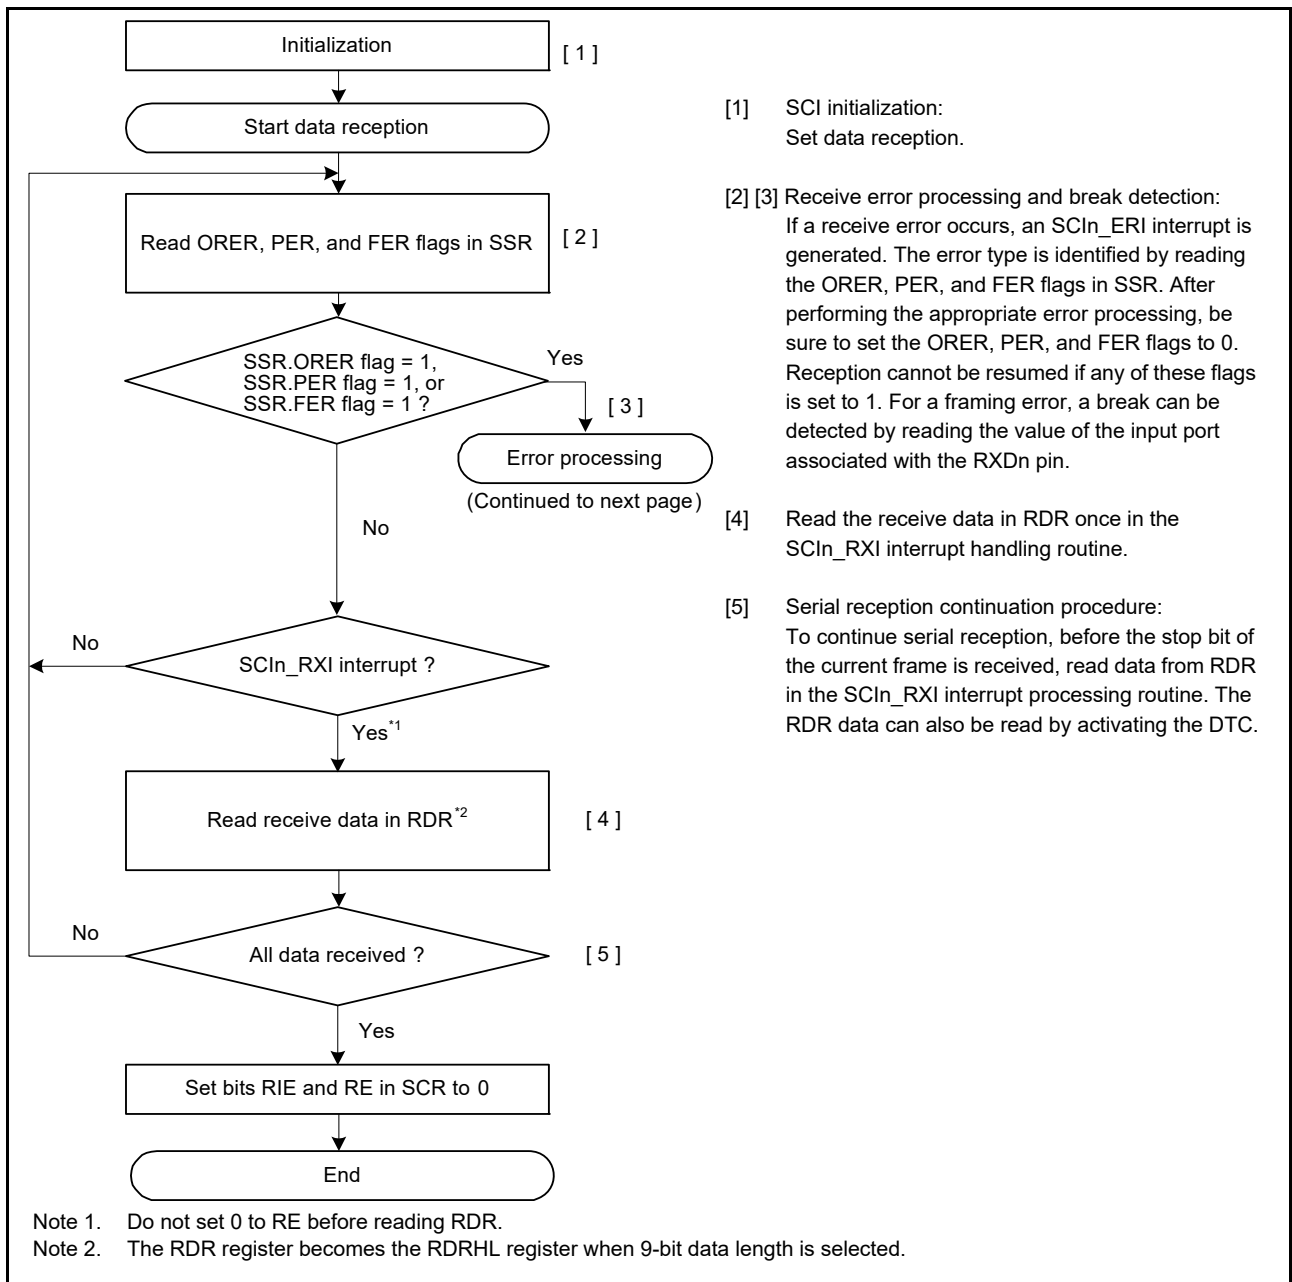 Initialization
[ 1 ]
Start data reception
Read ORER, PER, and FER flags in SSR
[ 2 ]
SSR.ORER flag = 1,
SSR.PER flag = 1, or
SSR.FER flag = 1 ?
Yes
[ 3 ]
Error processing
(Continued to next page)
No
SCIn_RXI interrupt ?
No
Yes*1
Read receive data in RDR*2
[ 4 ]
All data received ?
No
[ 5 ]
Yes
Set bits RIE and RE in SCR to 0
End
[1] SCI initialization:
Set data reception.
[2] [3] Receive error processing and break detection:
If a receive error occurs, an SCIn_ERI interrupt is
generated. The error type is identified by reading
the ORER, PER, and FER flags in SSR. After
performing the appropriate error processing, be
sure to set the ORER, PER, and FER flags to 0.
Reception cannot be resumed if any of these flags
is set to 1. For a framing error, a break can be
detected by reading the value of the input port
associated with the RXDn pin.
[4] Read the receive data in RDR once in the
SCIn_RXI interrupt handling routine.
[5] Serial reception continuation procedure:
To continue serial reception, before the stop bit of
the current frame is received, read data from RDR
in the SCIn_RXI interrupt processing routine. The
RDR data can also be read by activating the DTC.
Note 1. Do not set 0 to RE before reading RDR.
Note 2. The RDR register becomes the RDRHL register when 9-bit data length is selected.